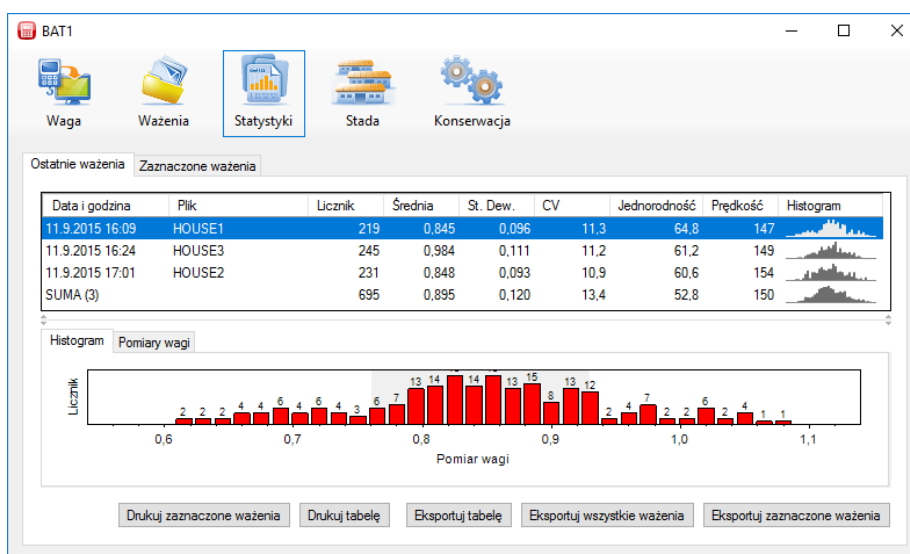 BAT1
Waga Ważenia Statystyki Stada Konserwacja
Ostatnie ważenia Zaznaczone ważenia
Data i godzina Plik Licznik Średnia St. Dew. CV Jednorodność Prędkość Histogram
11.9.2015 16:09 HOUSE1 219 0,845 0,096 11,3 64,8 147
11.9.2015 16:24 HOUSE3 245 0,984 0,111 11,2 61,2 149
11.9.2015 17:01 HOUSE2 231 0,848 0,093 10,9 60,6 154
SUMA (3) 695 0,895 0,120 13,4 52,8 150
Histogram Pomiary wagi
Licznik
2 2 2 4 4 6 4 6 4 3 6 7 13 14 14 13 15 8 13 12 2 4 7 2 2 6 2 4 1 1
0,6 0,7 0,8 0,9 1,0 1,1
Pomiar wagi
Drukuj zaznaczone ważenia Drukuj tabelę Eksportuj tabelę Eksportuj wszystkie ważenia Eksportuj zaznaczone ważenia